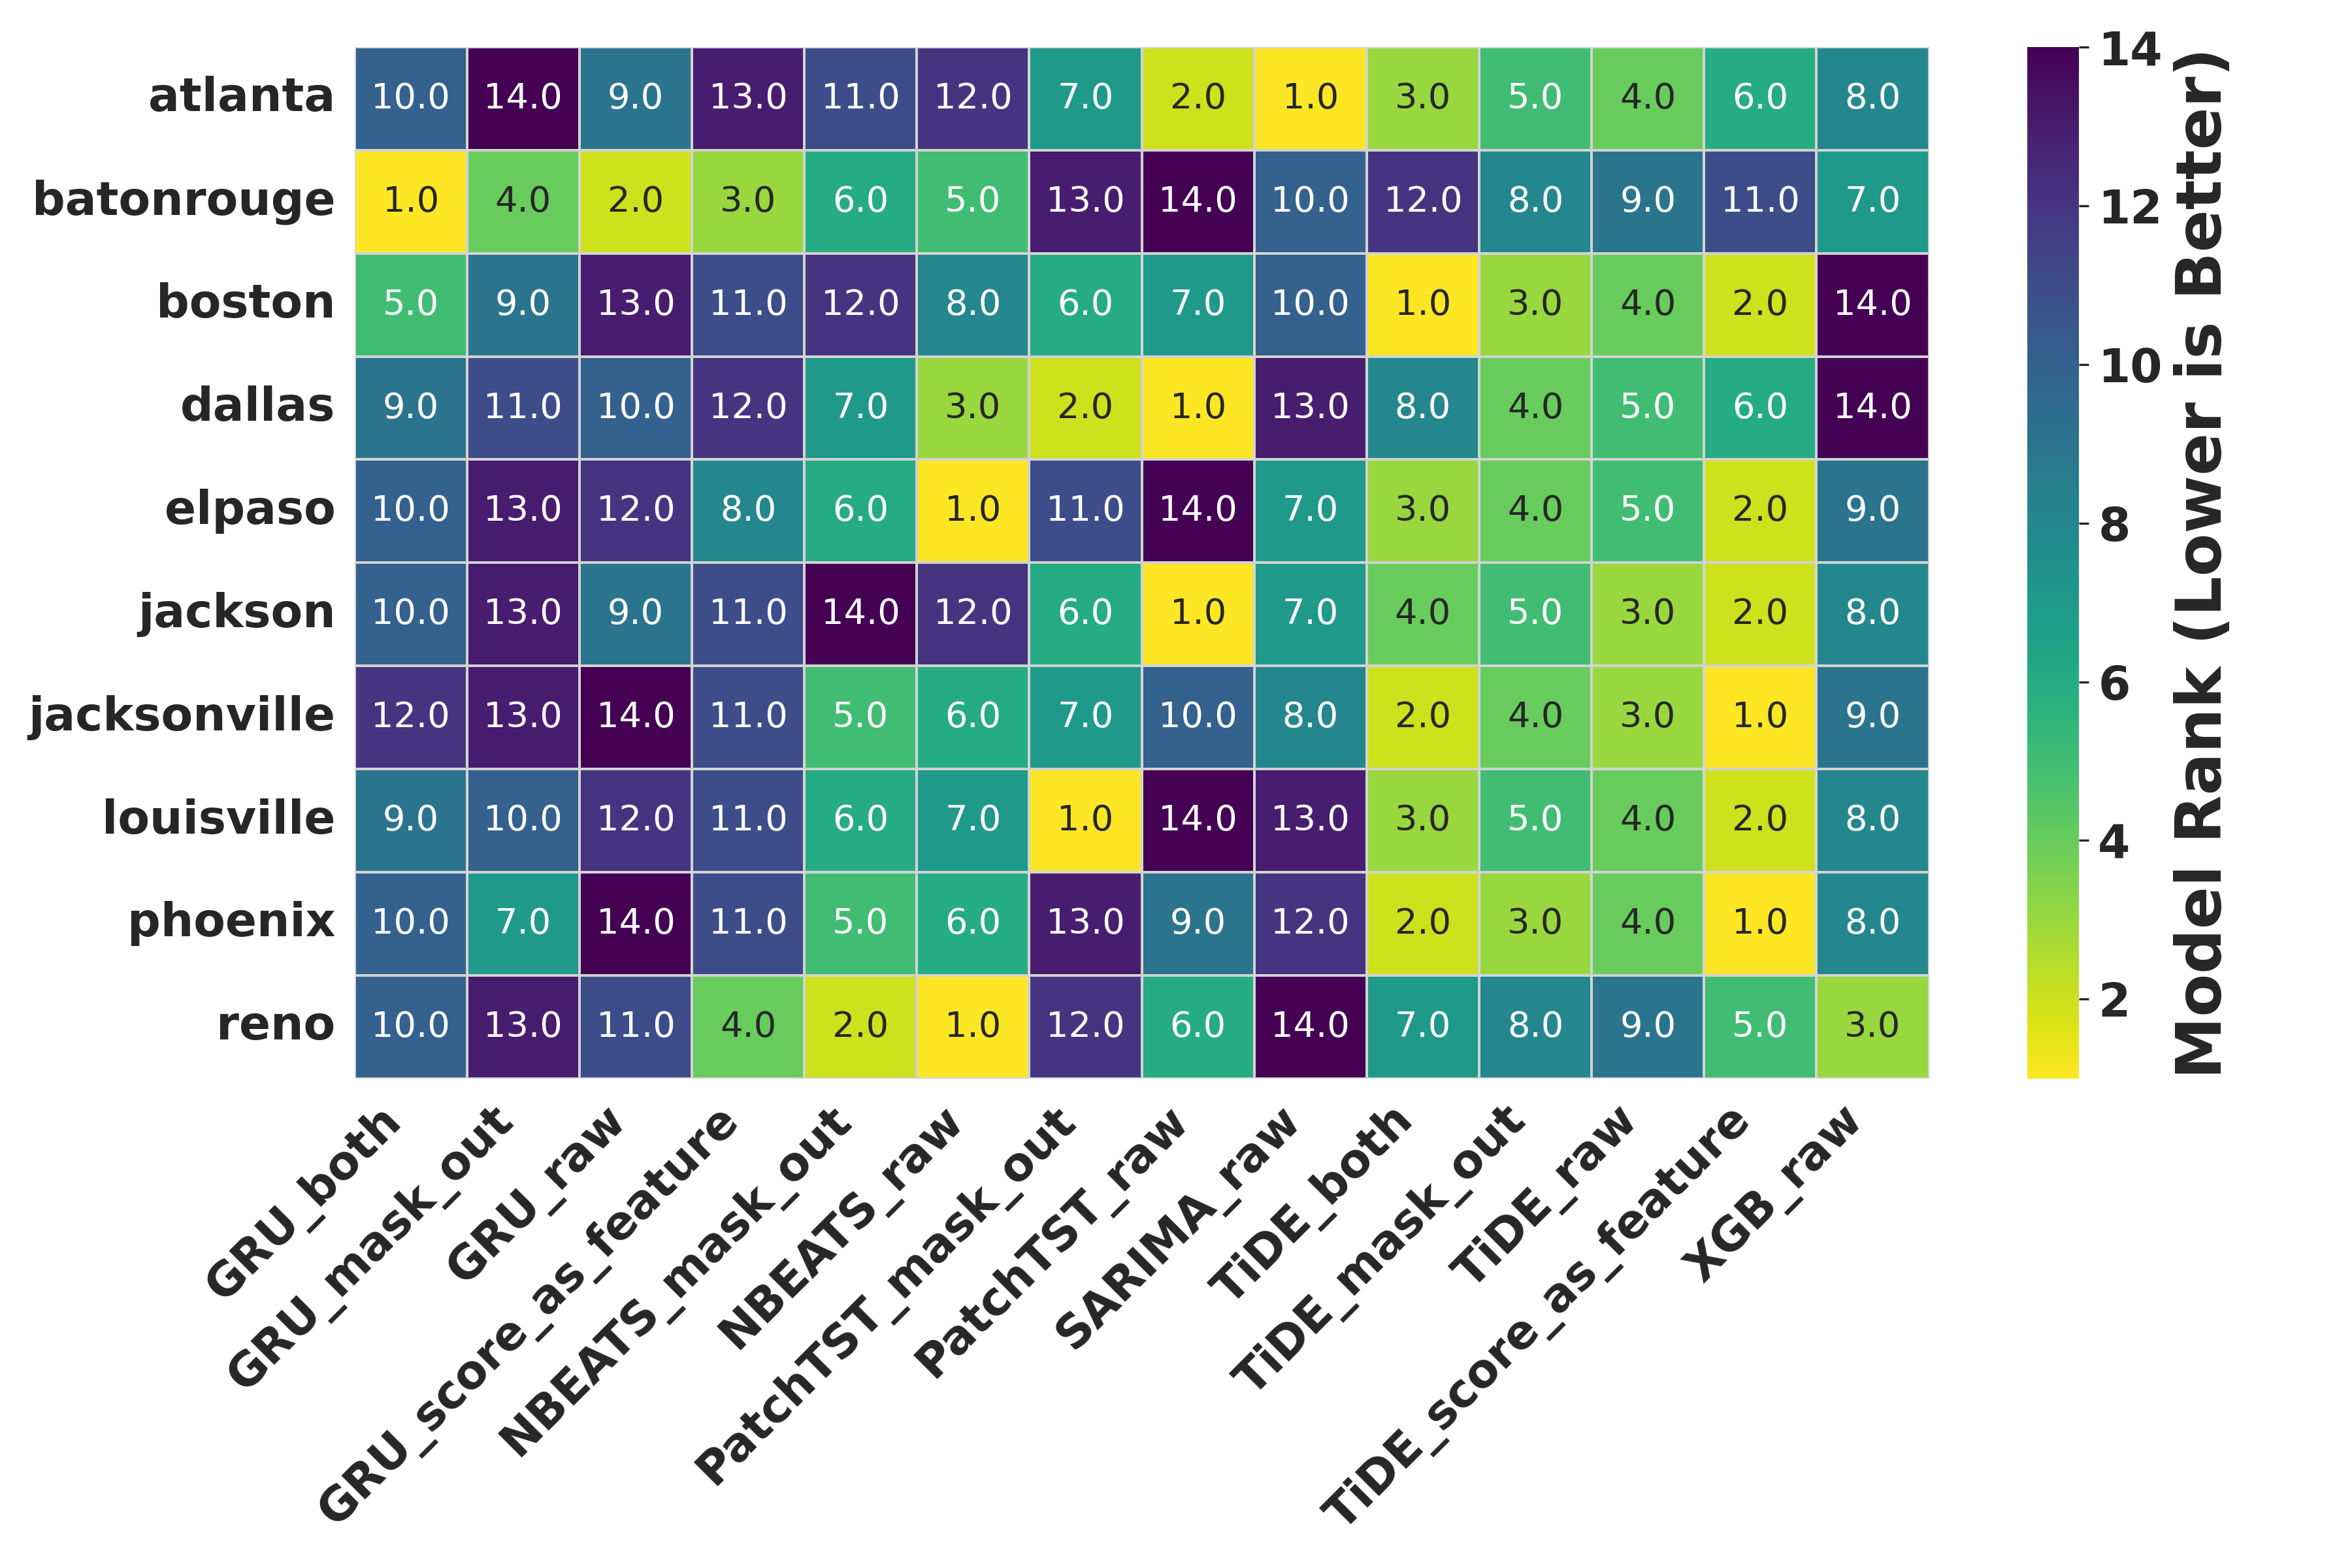 atlanta 10.0 14.0 9.0 13.0 11.0 12.0 7.0 2.0 1.0 3.0 5.0 4.0 6.0 8.0
batonrouge 1.0 4.0 2.0 3.0 6.0 5.0 13.0 14.0 10.0 12.0 8.0 9.0 11.0 7.0
boston 5.0 9.0 13.0 11.0 12.0 8.0 6.0 7.0 10.0 1.0 3.0 4.0 2.0 14.0
dallas 9.0 11.0 10.0 12.0 7.0 3.0 2.0 1.0 13.0 8.0 4.0 5.0 6.0 14.0
elpaso 10.0 13.0 12.0 8.0 6.0 1.0 11.0 14.0 7.0 3.0 4.0 5.0 2.0 9.0
jackson 10.0 13.0 9.0 11.0 14.0 12.0 6.0 1.0 7.0 4.0 5.0 3.0 2.0 8.0
jacksonville 12.0 13.0 14.0 11.0 5.0 6.0 7.0 10.0 8.0 2.0 4.0 3.0 1.0 9.0
louisville 9.0 10.0 12.0 11.0 6.0 7.0 1.0 14.0 13.0 3.0 5.0 4.0 2.0 8.0
phoenix 10.0 7.0 14.0 11.0 5.0 6.0 13.0 9.0 12.0 2.0 3.0 4.0 1.0 8.0
reno 10.0 13.0 11.0 4.0 2.0 1.0 12.0 6.0 14.0 7.0 8.0 9.0 5.0 3.0
GRU_both
GRU_mask_out
GRU_raw
GRU_score_as_feature
NBEATS_mask_out
NBEATS_raw
PatchTST_mask_out
PatchTST_raw
SARIMA_raw
TiDE_both
TiDE_mask_out
TiDE_raw
TiDE_score_as_feature
XGB_raw
14
12
10
8
6
4
2
Model Rank (Lower is Better)